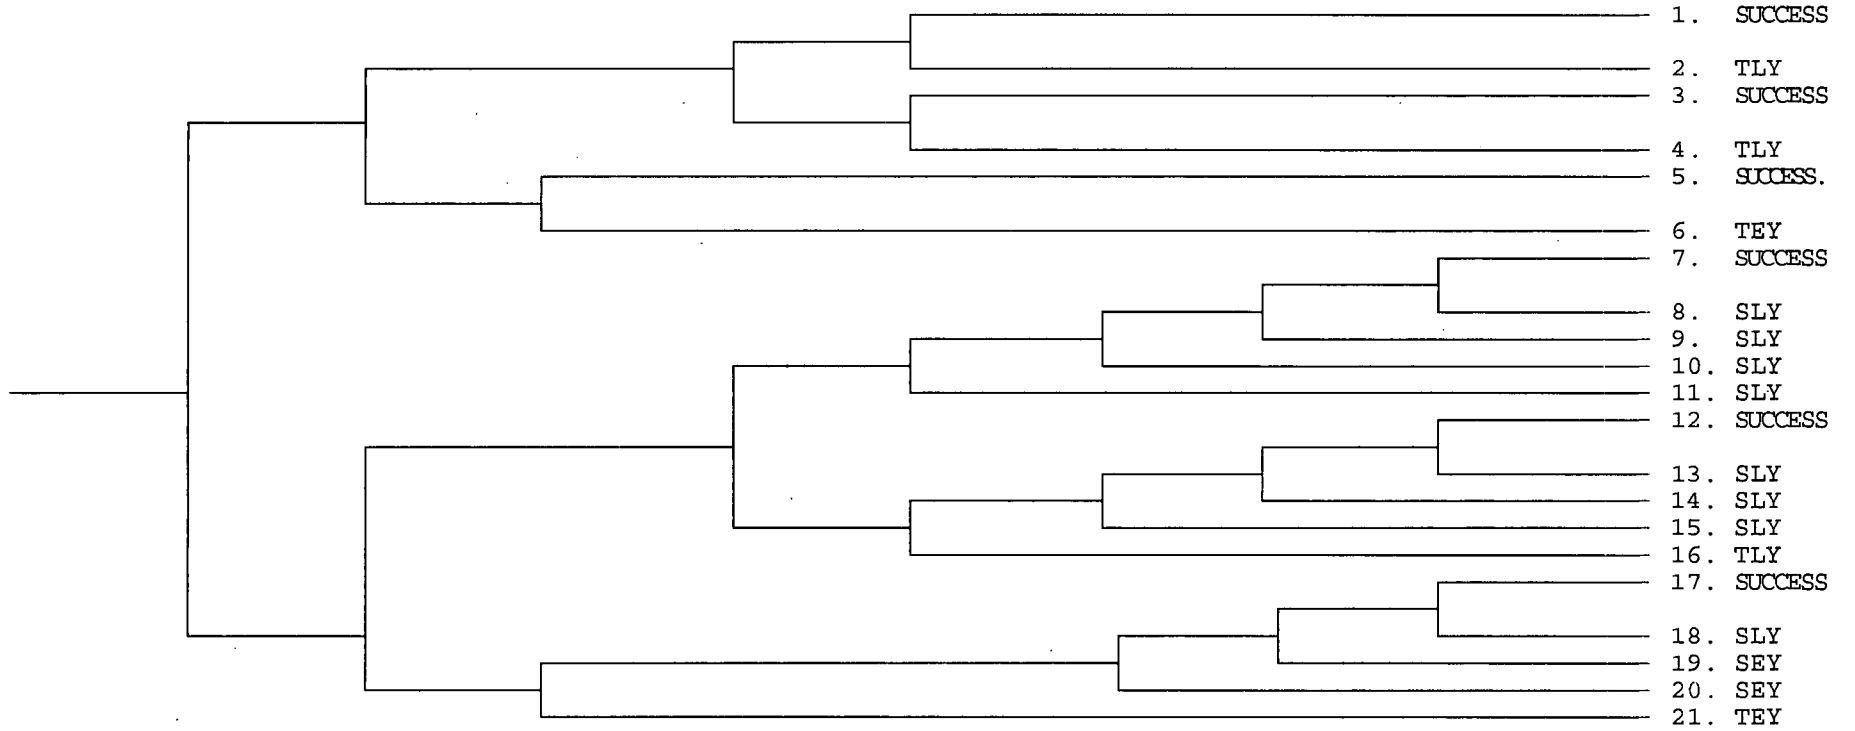 1. SUCCESS
2. TLY
3. SUCCESS
4. TLY
5. SUCCESS.
6. TEY
7. SUCCESS
8. SLY
9. SLY
10. SLY
11. SLY
12. SUCCESS
13. SLY
14. SLY
15. SLY
16. TLY
17. SUCCESS
18. SLY
19. SEY
20. SEY
21. TEY